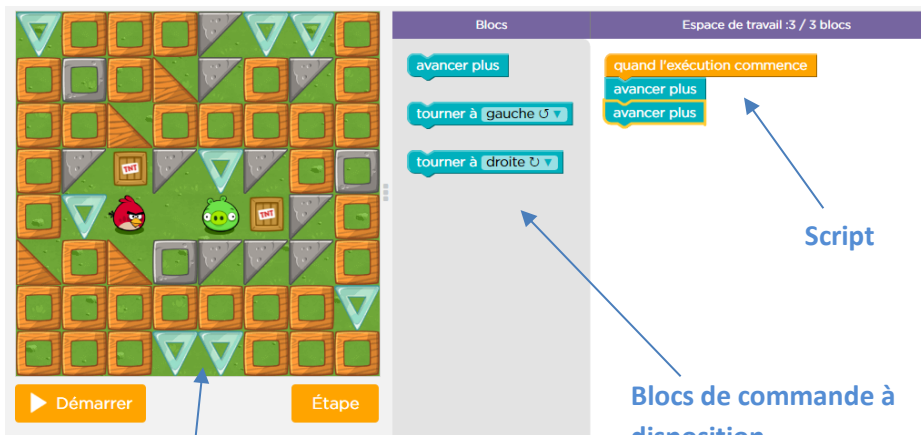 Blocs
Espace de travail :3 / 3 blocs
avancer plus
tourner à gauche ↺ ▼
tourner à droite ↻ ▼
quand l'exécution commence
avancer plus
avancer plus
TNT
TNT
Script
Démarrer
Étape
Blocs de commande à
disposition